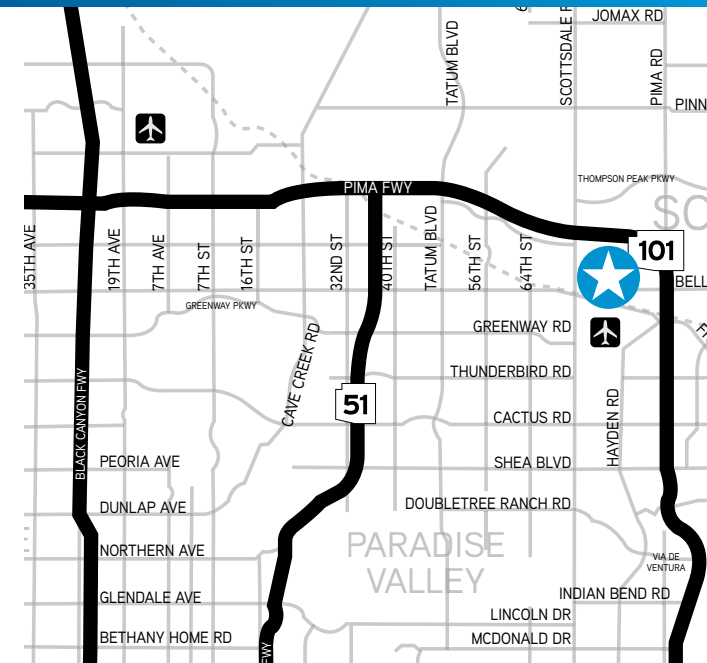 JOMAX RD
TATUM BLVD
SCOTTSDALE R
PIMA RD
PINN
THOMPSON PEAK PKWY
PIMA FWY
SC
101
35TH AVE
19TH AVE
7TH AVE
7TH ST
16TH ST
32ND ST
40TH ST
TATUM BLVD
56TH ST
64TH ST
BELL
GREENWAY PKWY
GREENWAY RD
CAVE CREEK RD
THUNDERBIRD RD
BLACK CANYON FWY
51
CACTUS RD
HAYDEN RD
PEORIA AVE
SHEA BLVD
DUNLAP AVE
DOUBLETREE RANCH RD
NORTHERN AVE
PARADISE
VALLEY
VIA DE
VENTURA
GLENDALE AVE
INDIAN BEND RD
LINCOLN DR
BETHANY HOME RD
MCDONALD DR
FWY